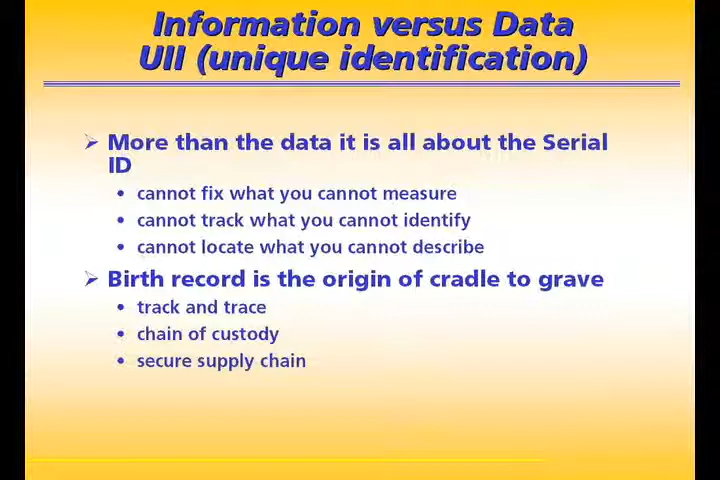 Information versus Data
UII (unique identification)
➢ More than the data it is all about the Serial
ID
• cannot fix what you cannot measure
• cannot track what you cannot identify
• cannot locate what you cannot describe
➢ Birth record is the origin of cradle to grave
• track and trace
• chain of custody
• secure supply chain